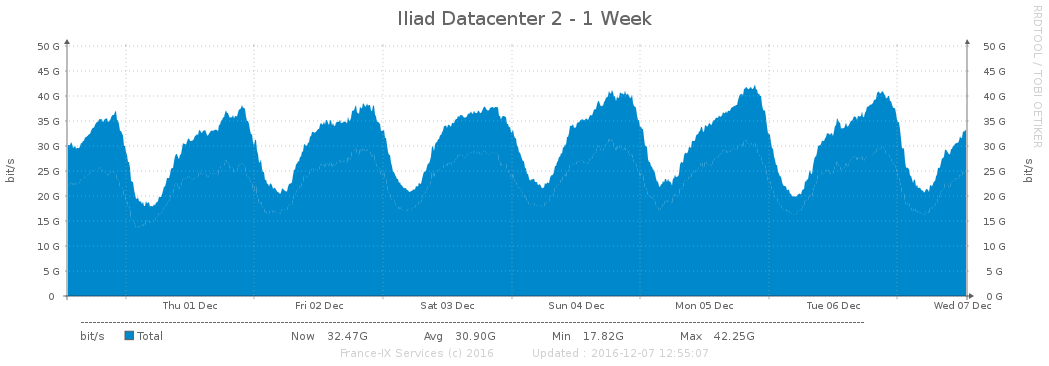 Iliad Datacenter 2 - 1 Week
RRDTOOL / TOBI OETIKER
50 G 50 G
45 G 45 G
40 G 40 G
35 G 35 G
30 G 30 G
25 G 25 G
20 G 20 G
15 G 15 G
10 G 10 G
5 G 5 G
0 0 G
bit/s
bit/s
Thu 01 Dec Fri 02 Dec Sat 03 Dec Sun 04 Dec Mon 05 Dec Tue 06 Dec Wed 07 Dec
bit/s Total Now 32.47G Avg 30.90G Min 17.82G Max 42.25G
France-IX Services (c) 2016 Updated : 2016-12-07 12:55:07